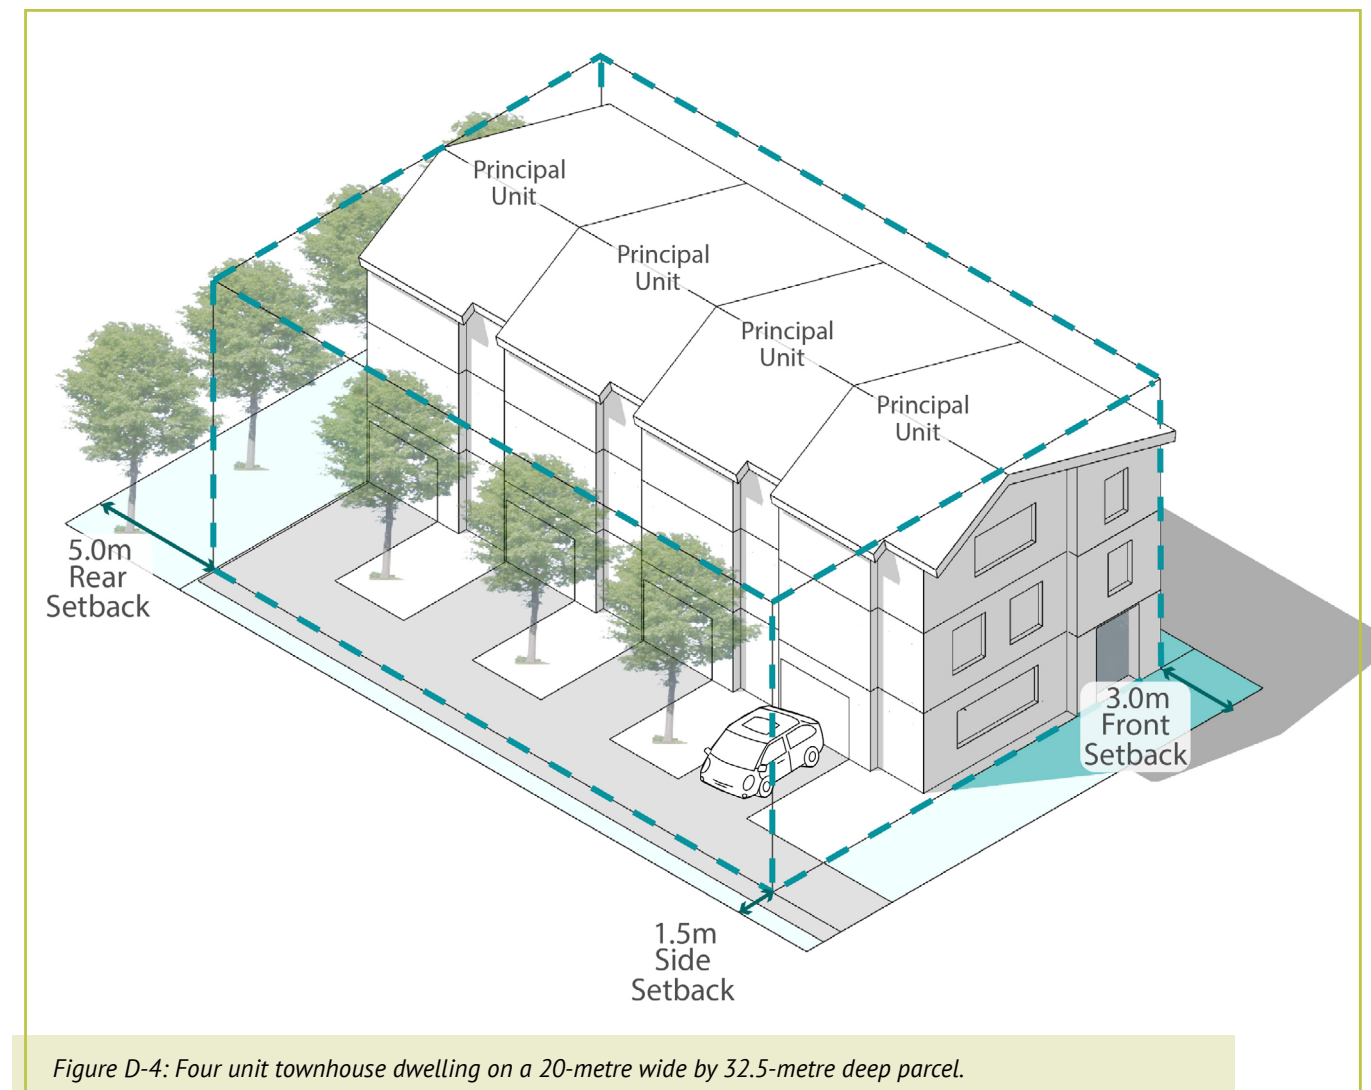 Principal
Unit
Principal
Unit
Principal
Unit
Principal
Unit
5.0m
Rear
Setback
3.0m
Front
Setback
1.5m
Side
Setback
Figure D-4: Four unit townhouse dwelling on a 20-metre wide by 32.5-metre deep parcel.